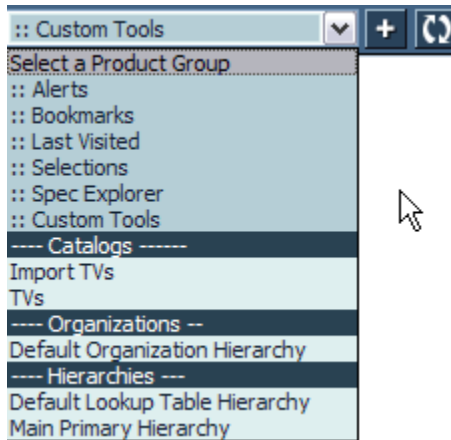 :: Custom Tools
+
Select a Product Group
:: Alerts
:: Bookmarks
:: Last Visited
:: Selections
:: Spec Explorer
:: Custom Tools
---- Catalogs ------
Import TVs
TVs
---- Organizations --
Default Organization Hierarchy
---- Hierarchies ---
Default Lookup Table Hierarchy
Main Primary Hierarchy